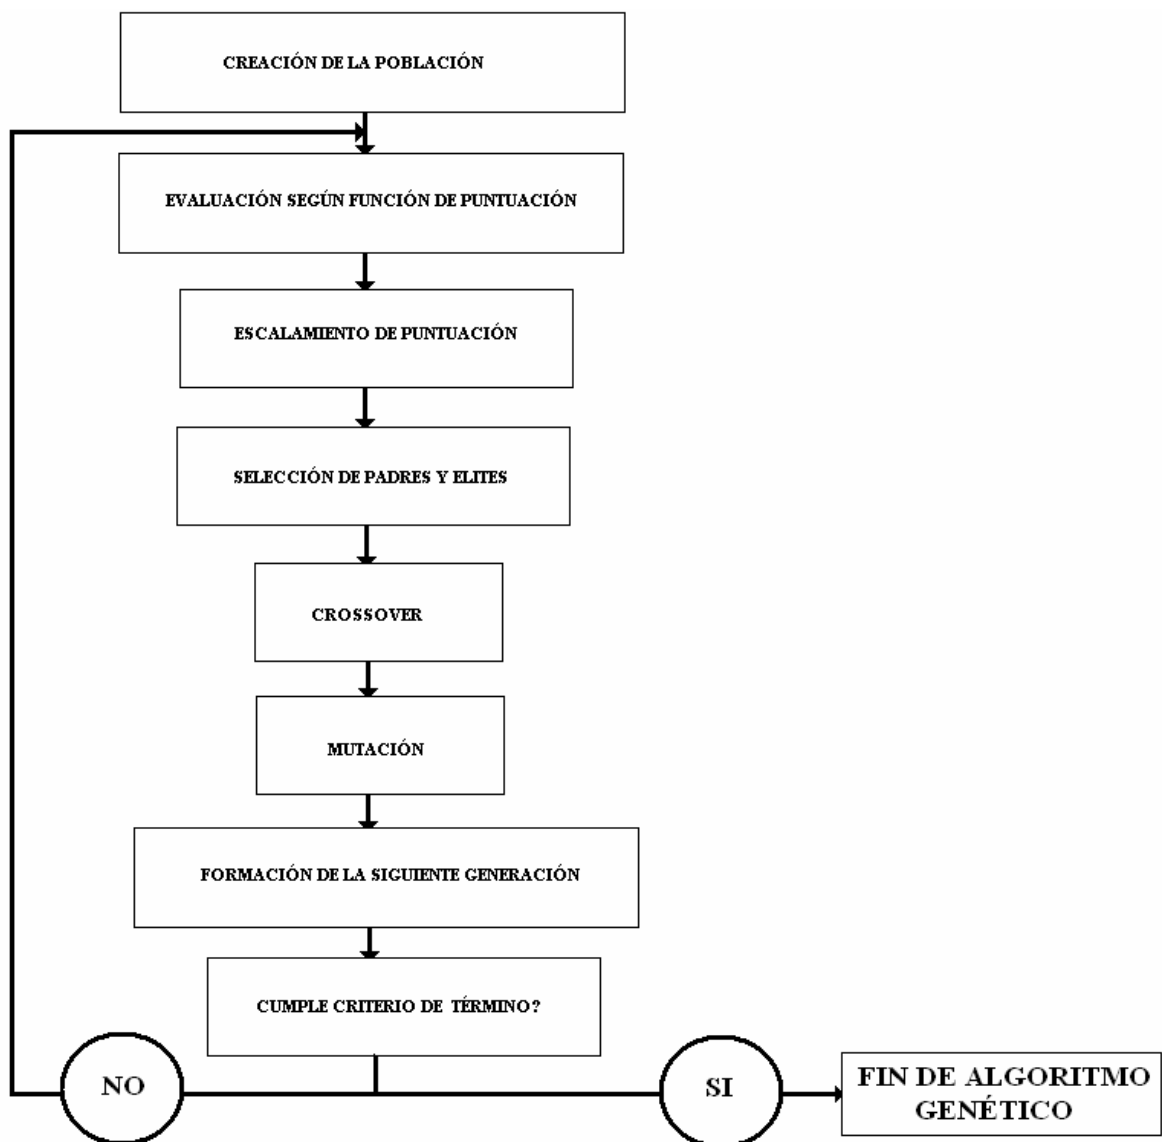 CREACIÓN DE LA POBLACIÓN
EVALUACIÓN SEGÚN FUNCIÓN DE PUNTUACIÓN
ESCALAMIENTO DE PUNTUACIÓN
SELECCIÓN DE PADRES Y ELITES
CROSSOVER
MUTACIÓN
FORMACIÓN DE LA SIGUIENTE GENERACIÓN
CUMPLE CRITERIO DE TÉRMINO?
NO
SI
FIN DE ALGORITMO
GENÉTICO